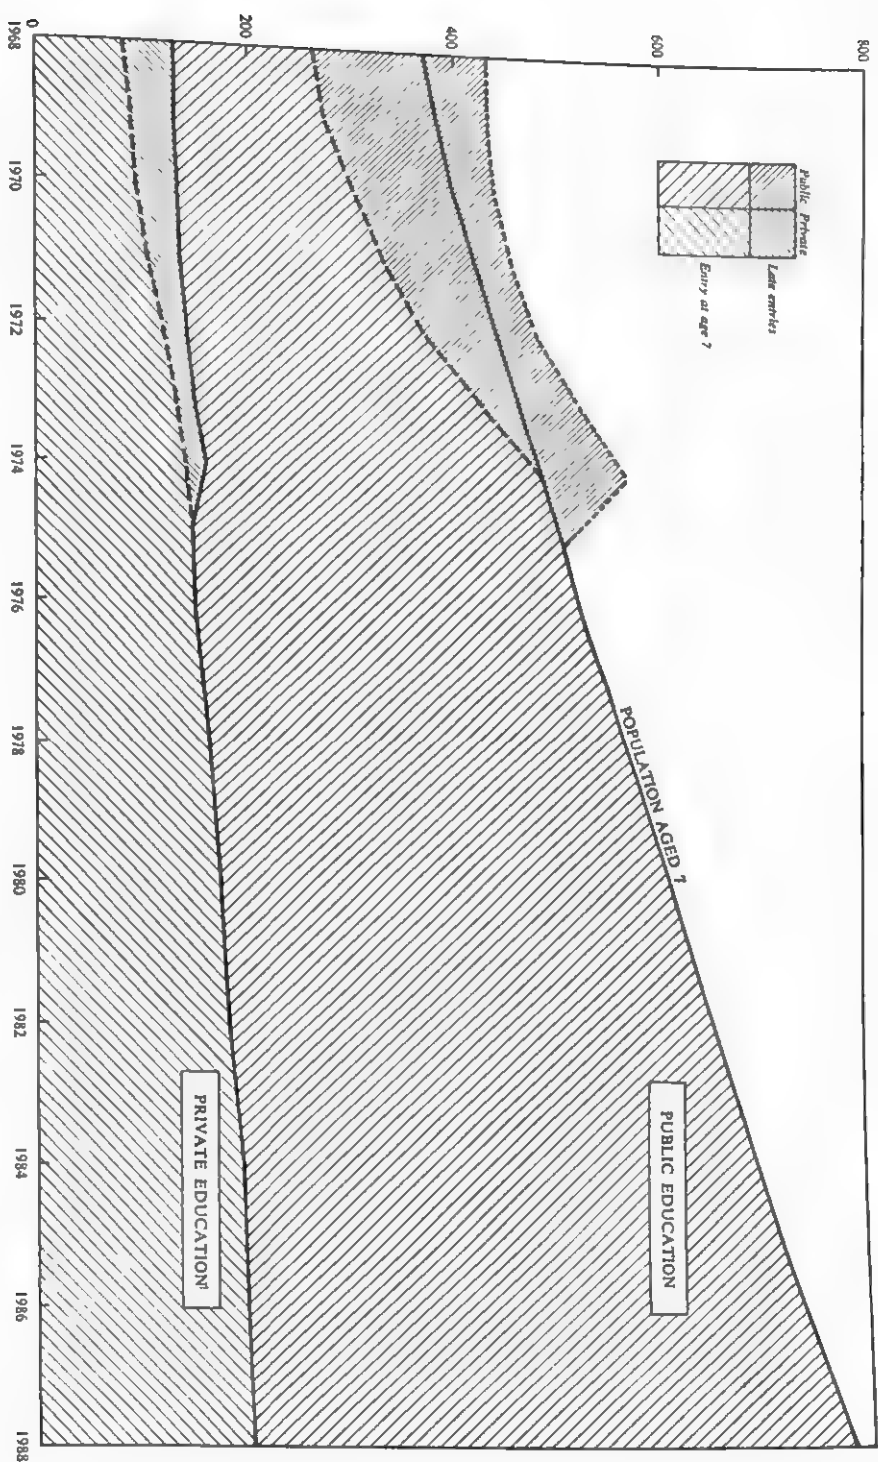 800
600
400
200
0
Public Private
Late entries
Entry at age 7
POPULATION AGED 7
PUBLIC EDUCATION
PRIVATE EDUCATION¹
1968 1970 1972 1974 1976 1978 1980 1982 1984 1986 1988